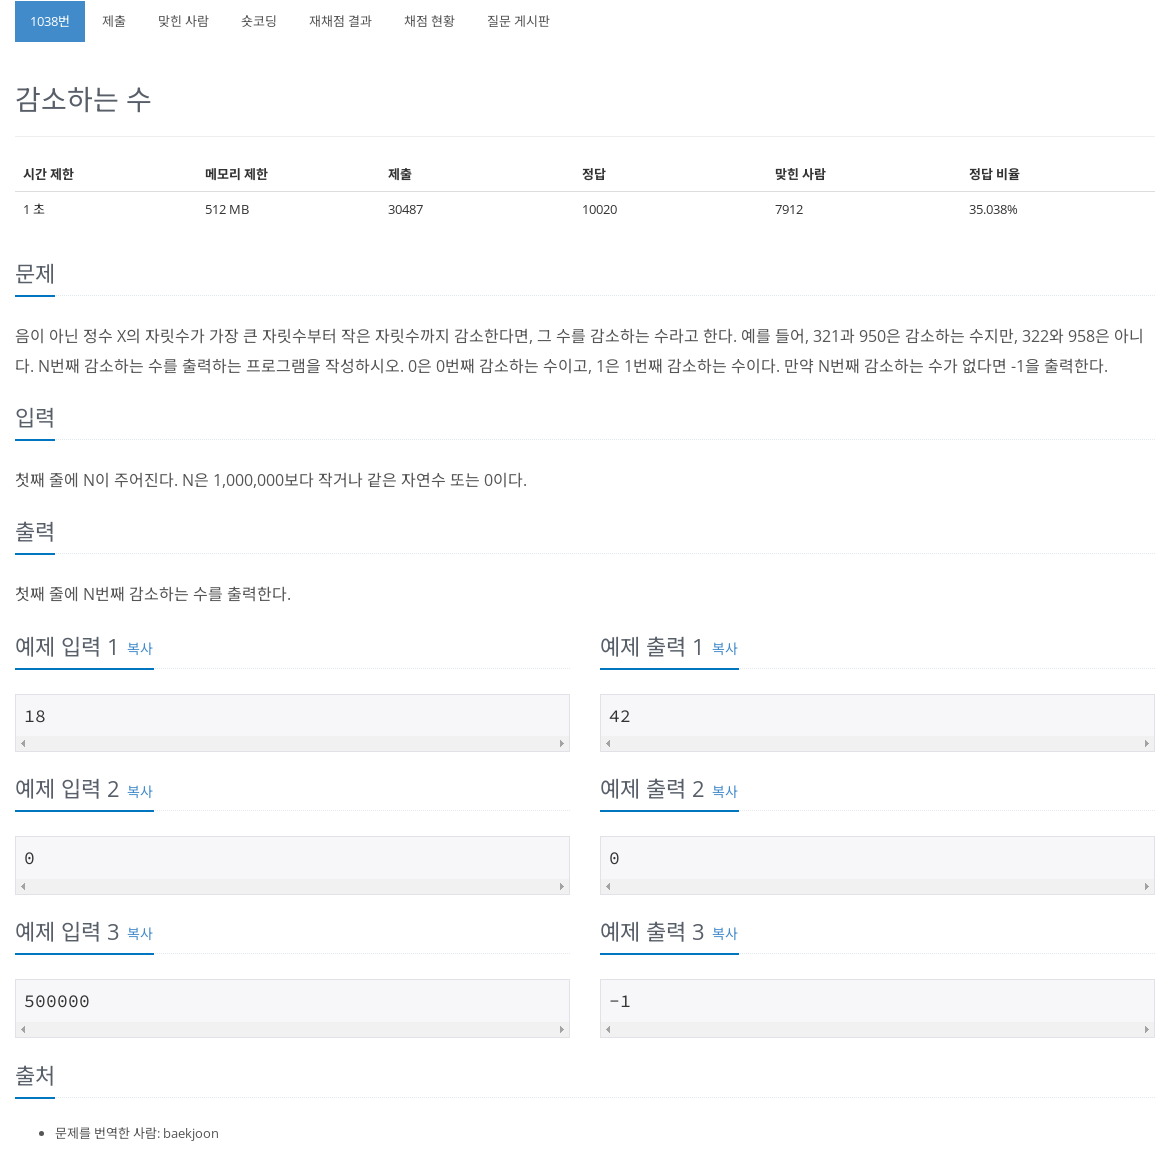 1038번 제출 맞힌 사람 숏코딩 재채점 결과 채점 현황 질문 게시판
감소하는 수
시간 제한 메모리 제한 제출 정답 맞힌 사람 정답 비율
1 초 512 MB 30487 10020 7912 35.038%
문제
음이 아닌 정수 X의 자릿수가 가장 큰 자릿수부터 작은 자릿수까지 감소한다면, 그 수를 감소하는 수라고 한다. 예를 들어, 321과 950은 감소하는 수지만, 322와 958은 아니
다. N번째 감소하는 수를 출력하는 프로그램을 작성하시오. 0은 0번째 감소하는 수이고, 1은 1번째 감소하는 수이다. 만약 N번째 감소하는 수가 없다면 -1을 출력한다.
입력
첫째 줄에 N이 주어진다. N은 1,000,000보다 작거나 같은 자연수 또는 0이다.
출력
첫째 줄에 N번째 감소하는 수를 출력한다.
예제 입력 1 복사 예제 출력 1 복사
18 42
예제 입력 2 복사 예제 출력 2 복사
0 0
예제 입력 3 복사 예제 출력 3 복사
500000 -1
출처
문제를 번역한 사람: baekjoon